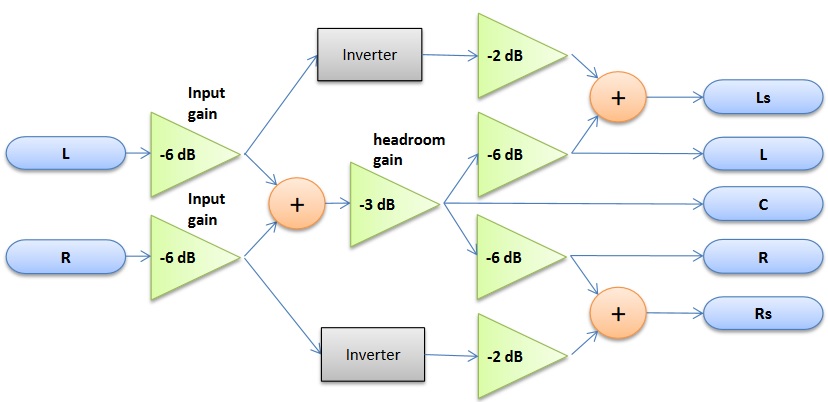 Inverter
-2 dB
Input
gain
+
Ls
headroom
gain
L
-6 dB
-6 dB
L
Input
gain
+
-3 dB
C
R
-6 dB
-6 dB
R
+
Rs
Inverter
-2 dB